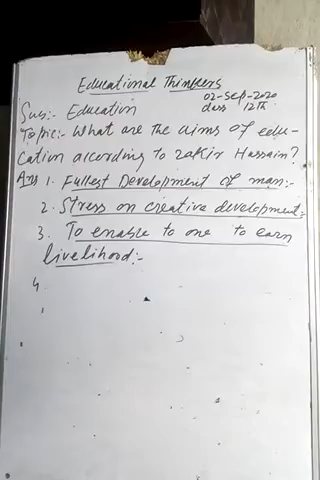 Educational Thinkers
02-Sep-2020
Sub:- Education class 12th
Topic:- What are the aims of edu-
cation according to zakir Hassain?
Ans 1. Fullest Development of man:-
2. Stress on creative development:-
3. To enable to one to earn
livelihood:-
4.